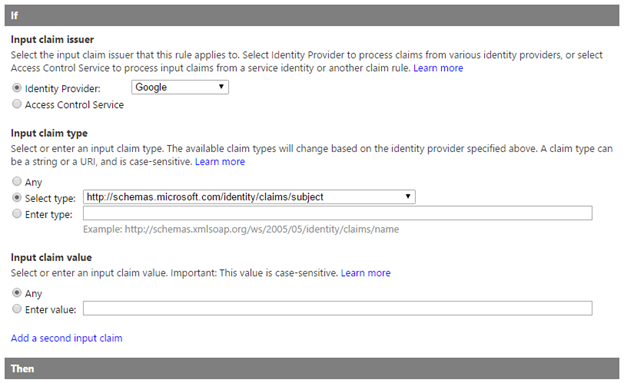 If
Input claim issuer
Select the input claim issuer that this rule applies to. Select Identity Provider to process claims from various identity providers, or select
Access Control Service to process input claims from a service identity or another claim rule. Learn more
Identity Provider: Google
Access Control Service
Input claim type
Select or enter an input claim type. The available claim types will change based on the identity provider specified above. A claim type can
be a string or a URI, and is case-sensitive. Learn more
Any
Select type: http://schemas.microsoft.com/identity/claims/subject
Enter type:
Example: http://schemas.xmlsoap.org/ws/2005/05/identity/claims/name
Input claim value
Select or enter an input claim value. Important: This value is case-sensitive. Learn more
Any
Enter value:
Add a second input claim
Then